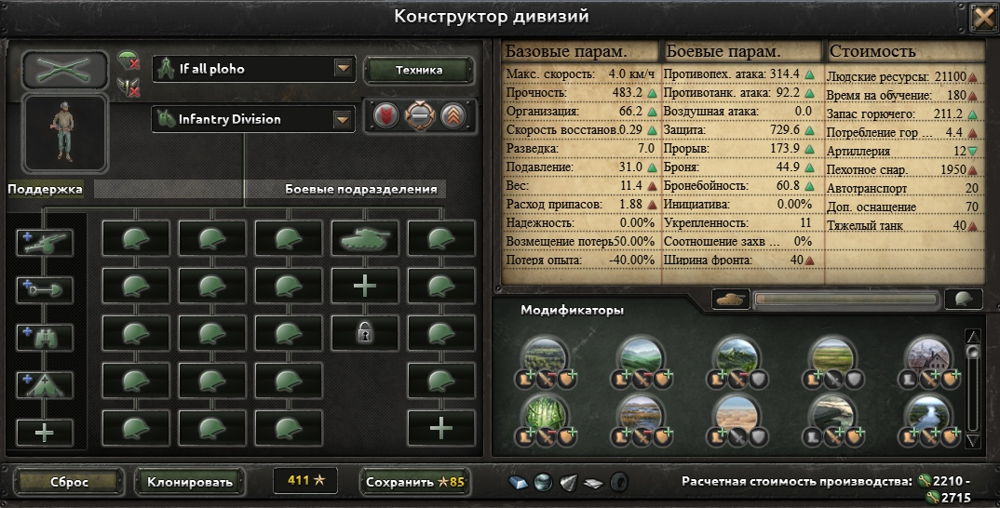 Конструктор дивизий
If all ploho
Техника
Infantry Division
Поддержка
Боевые подразделения
Базовые парам.
Макс. скорость: 4.0 км/ч
Прочность: 483.2
Организация: 66.2
Скорость восстанов.0.29
Разведка: 7.0
Подавление: 31.0
Вес: 11.4
Расход припасов: 1.88
Надежность: 0.00%
Возмещение потерь50.00%
Потеря опыта: -40.00%
Боевые парам.
Противопех. атака: 314.4
Противотанк. атака: 92.2
Воздушная атака: 0.0
Защита: 729.6
Прорыв: 173.9
Броня: 44.9
Бронебойность: 60.8
Инициатива: 0.00%
Укрепленность: 11
Соотношение захв ... 0%
Ширина фронта: 40
Стоимость
Людские ресурсы: 21100
Время на обучение: 180
Запас горючего: 211.2
Потребление гор ... 4.4
Артиллерия 12
Пехотное снар. 1950
Автотранспорт 20
Доп. оснащение 70
Тяжелый танк 40
Модификаторы
Сброс
Клонировать
411
Сохранить 85
Расчетная стоимость производства: 2210 -
2715